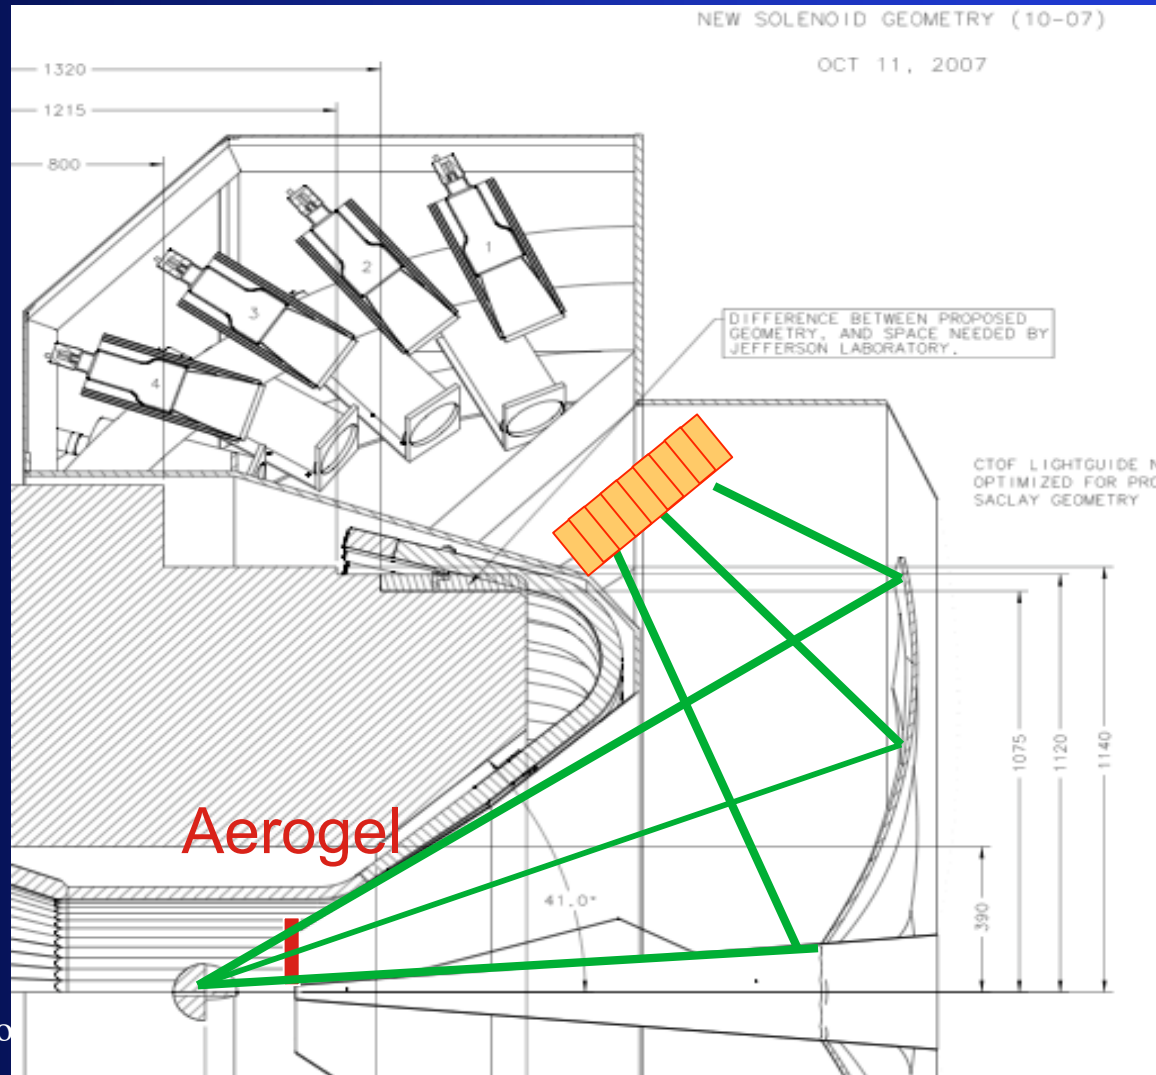 NEW SOLENOID GEOMETRY (10-07)
OCT 11, 2007
1320
1215
800
1
2
3
4
DIFFERENCE BETWEEN PROPOSED
GEOMETRY, AND SPACE NEEDED BY
JEFFERSON LABORATORY.
CTOF LIGHTGUIDE N
OPTIMIZED FOR PRO
SACLAY GEOMETRY
Aerogel
41.0°
390
1075
1120
1140